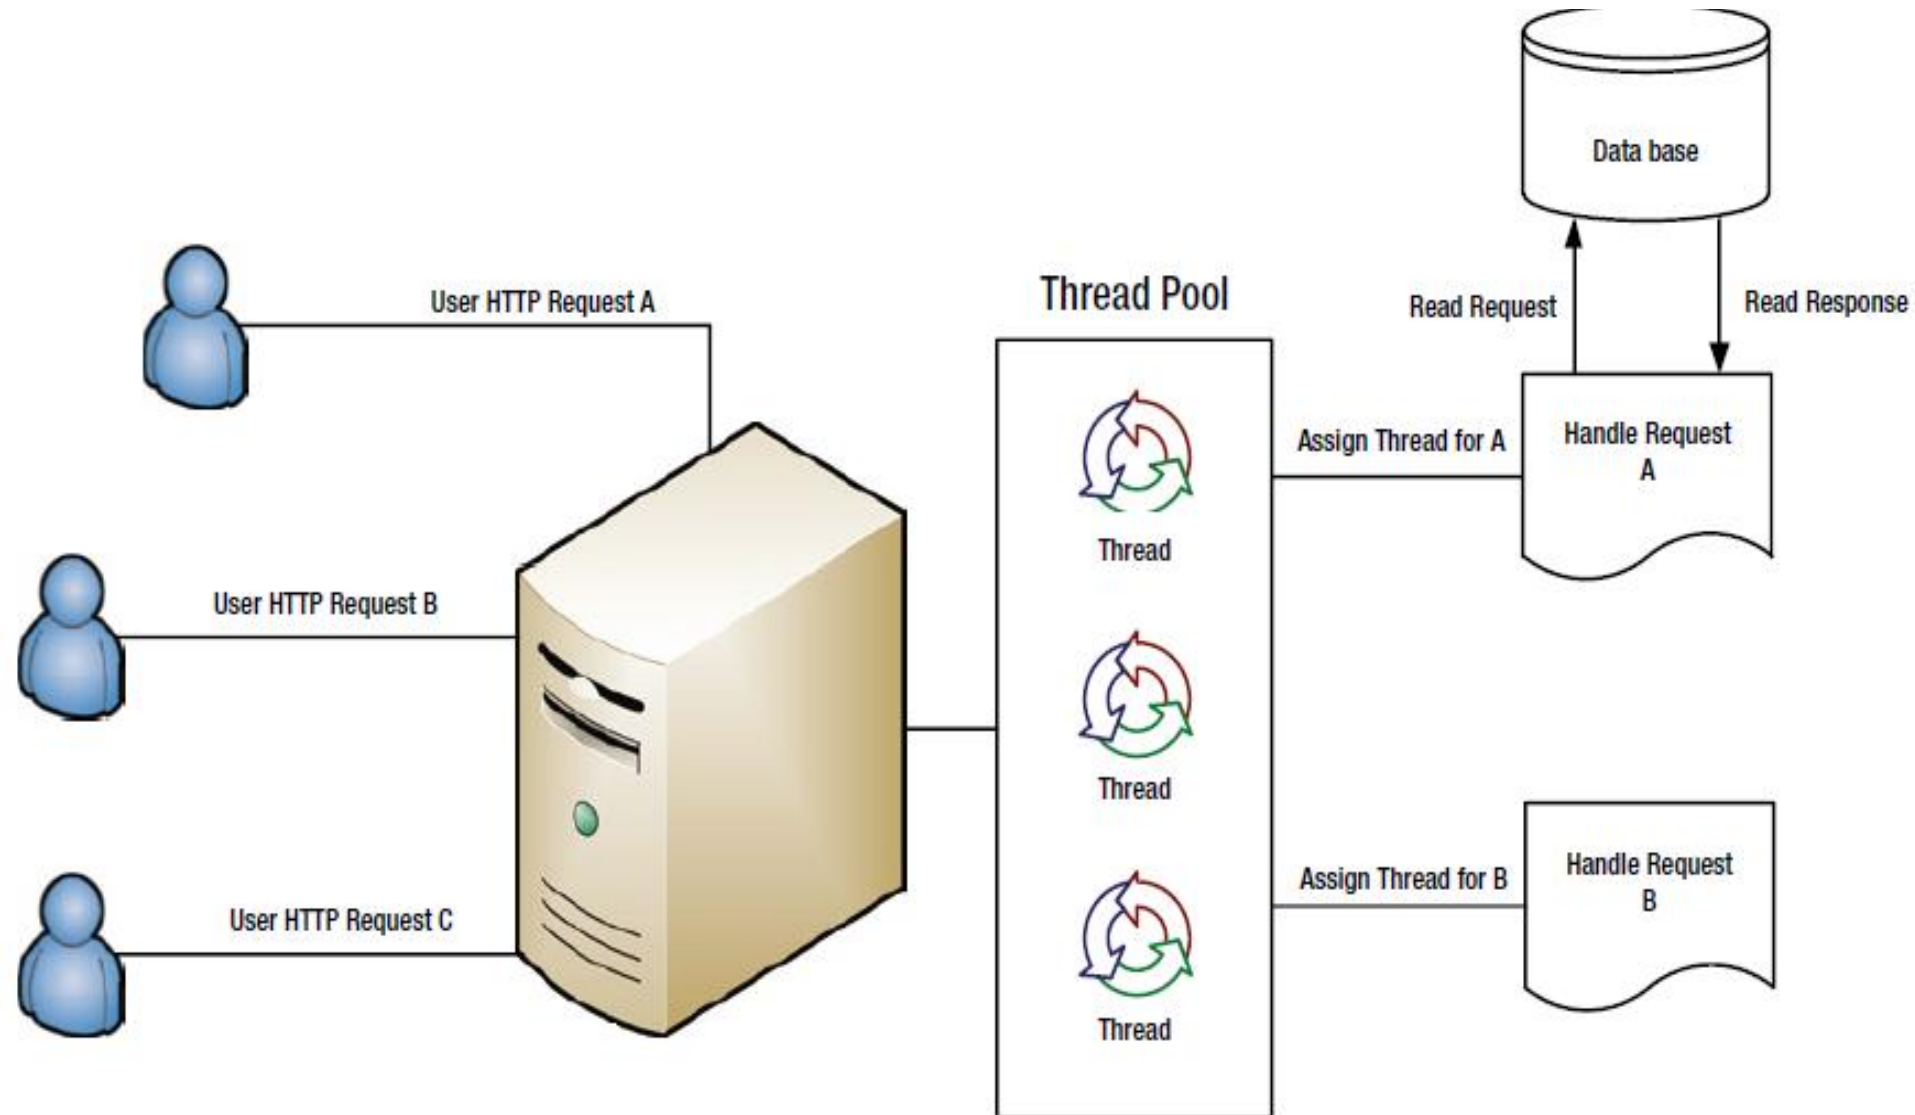 Data base
User HTTP Request A
Thread Pool
Read Request
Read Response
Assign Thread for A
Handle Request
A
Thread
User HTTP Request B
Thread
Assign Thread for B
Handle Request
B
User HTTP Request C
Thread